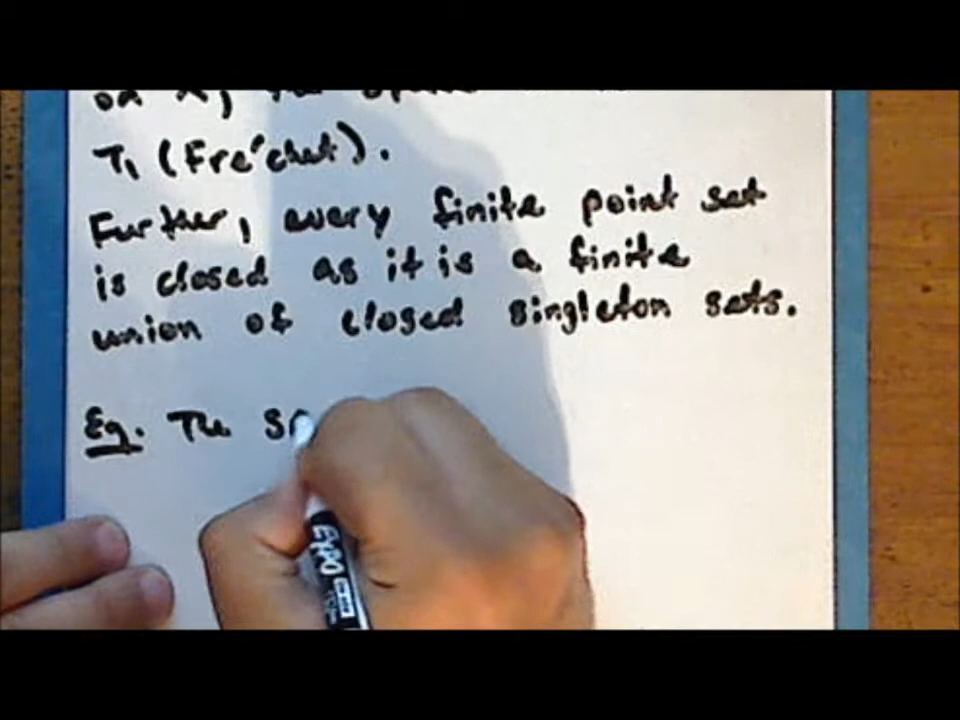 T₁ (Fre'chet).
Further, every finite point set
is closed as it is a finite
union of closed singleton sets.
Eg. The
EXPO